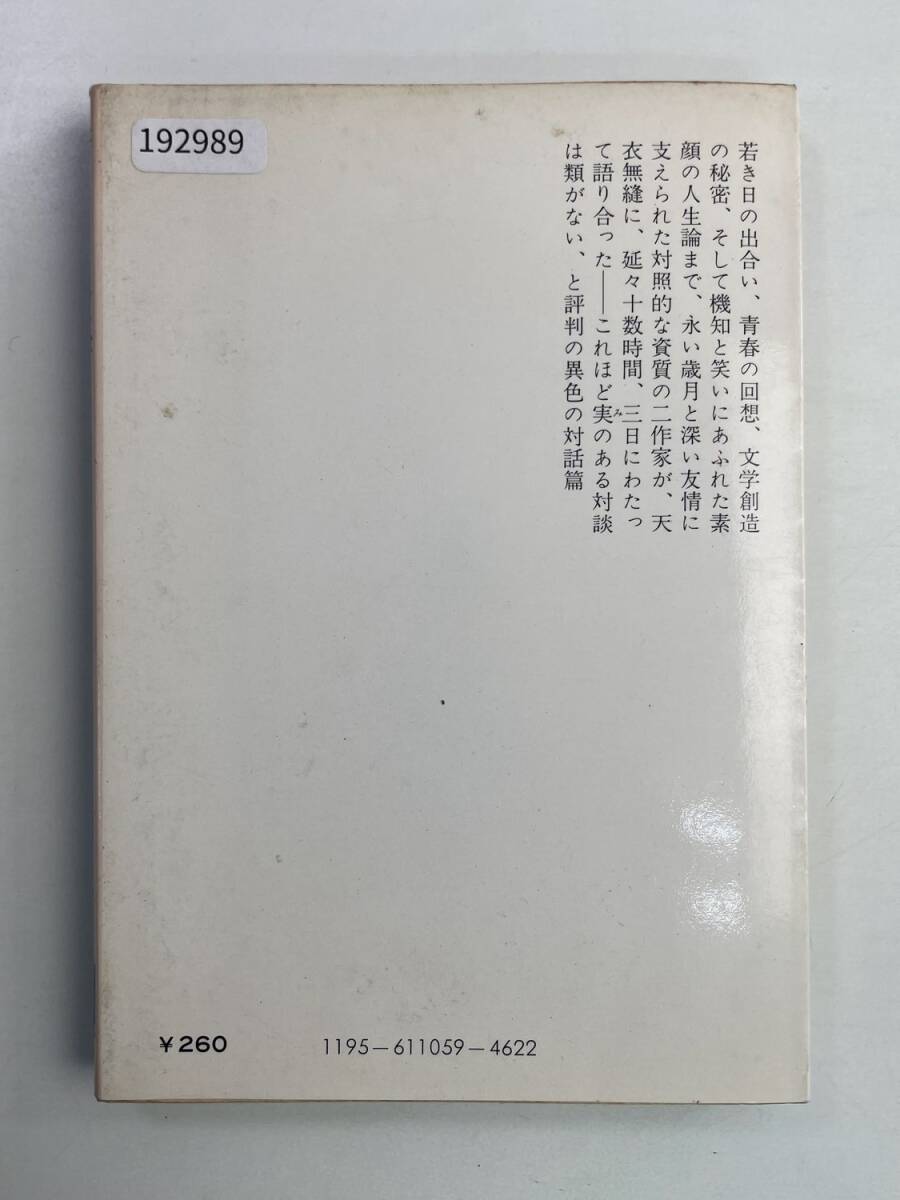 192989
若き日の出合い、青春の回想、文学創造
の秘密、そして機知と笑いにあふれた素
顔の人生論まで、永い歳月と深い友情に
支えられた対照的な資質の二作家が、天
衣無縫に、延々十数時間、三日にわたっ
て語り合った――これほど実のある対談
み
は類がない、と評判の異色の対話篇
¥260
1195-611059-4622